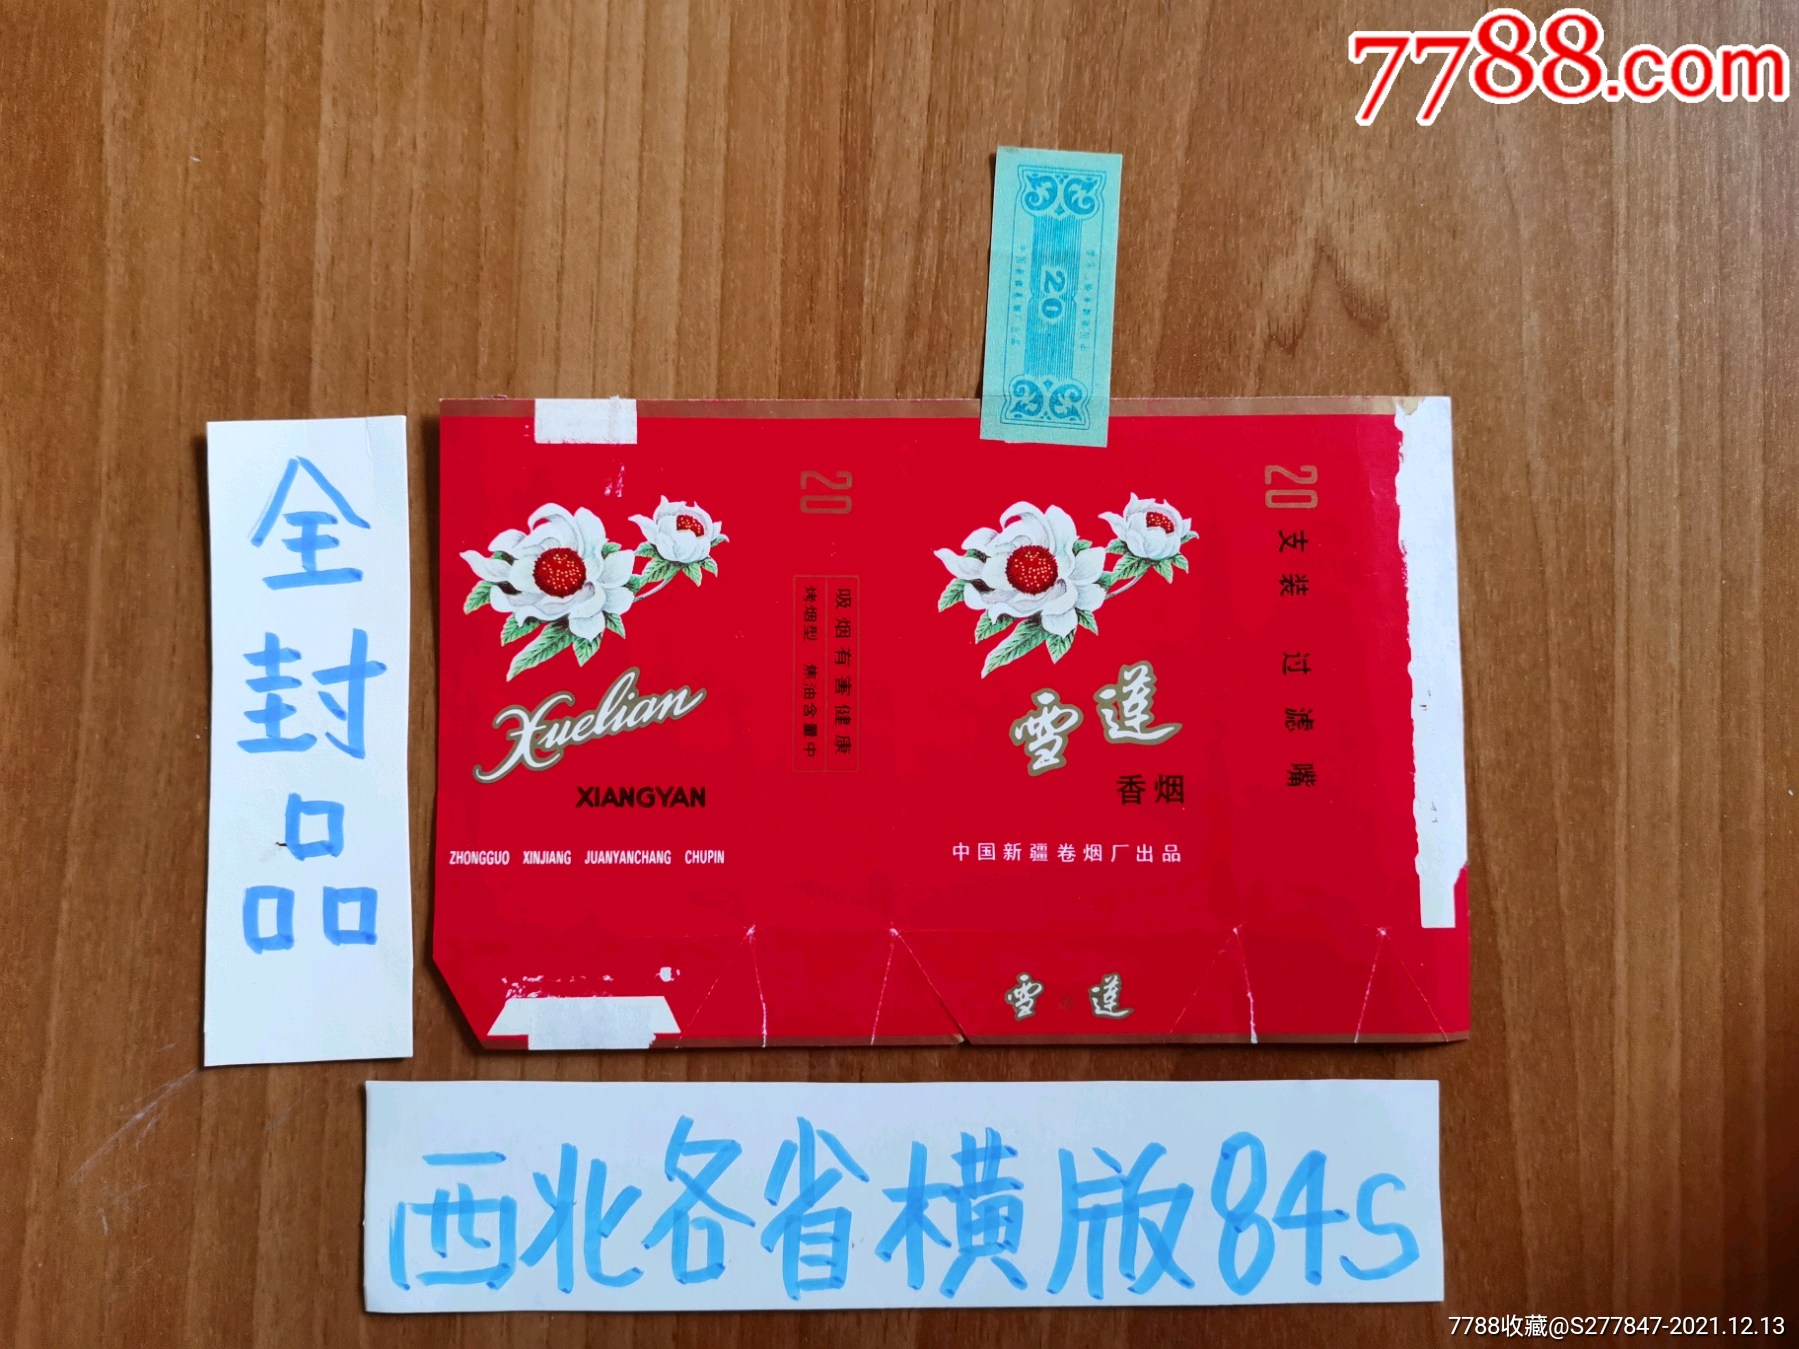 7788.com
20
全封品
20
20
支装 过滤嘴
吸烟有害健康
烤烟型 焦油含量中
Xuelian
XIANGYAN
ZHONGGUO XINJIANG JUANYANCHANG CHUPIN
雪莲
香烟
中国新疆卷烟厂出品
雪莲
西北各省横版84S
7788收藏@S277847-2021.12.13